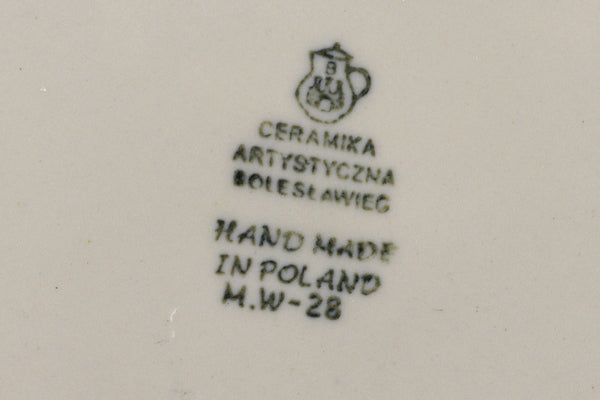 B
CERAMIKA
ARTYSTYCZNA
BOLESŁAWIEC
HAND MADE
IN POLAND
M.W-28